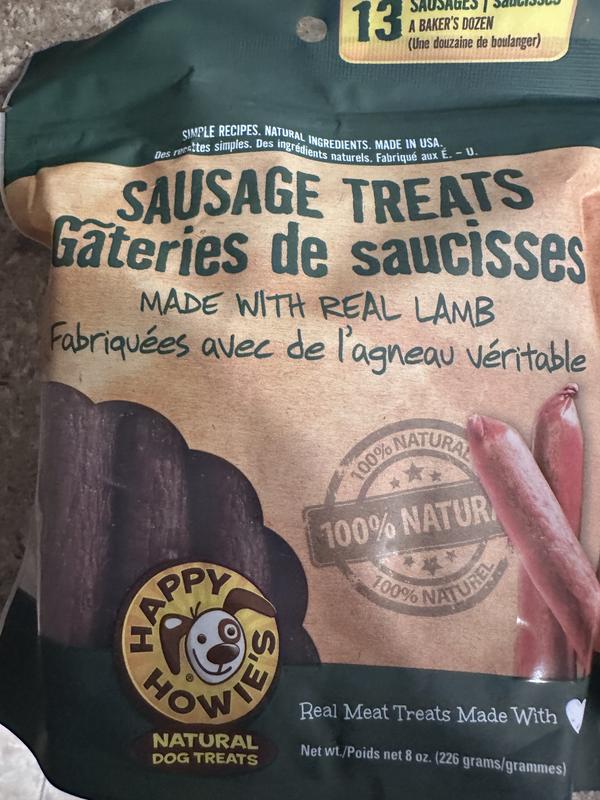 13 SAUSAGES | saucisses
A BAKER'S DOZEN
(Une douzaine de boulanger)
SIMPLE RECIPES. NATURAL INGREDIENTS. MADE IN USA.
Des recettes simples. Des ingrédients naturels. Fabriqué aux É. - U.
SAUSAGE TREATS
Gâteries de saucisses
MADE WITH REAL LAMB
Fabriquées avec de l'agneau véritable
100% NATURAL
100% NATUR
100% NATUREL
HAPPY
HOWIE'S
®
NATURAL
DOG TREATS
Real Meat Treats Made With
Net wt./Poids net 8 oz. (226 grams/grammes)